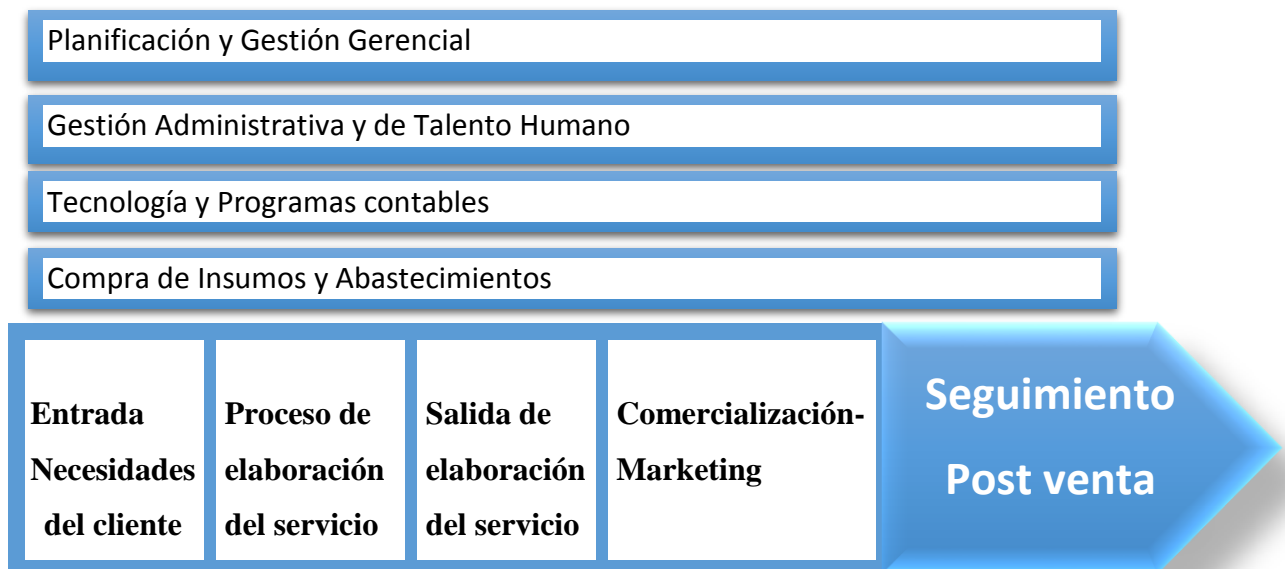 Planificación y Gestión Gerencial
Gestión Administrativa y de Talento Humano
Tecnología y Programas contables
Compra de Insumos y Abastecimientos
Entrada
Necesidades
del cliente
Proceso de
elaboración
del servicio
Salida de
elaboración
del servicio
Comercialización-
Marketing
Seguimiento
Post venta